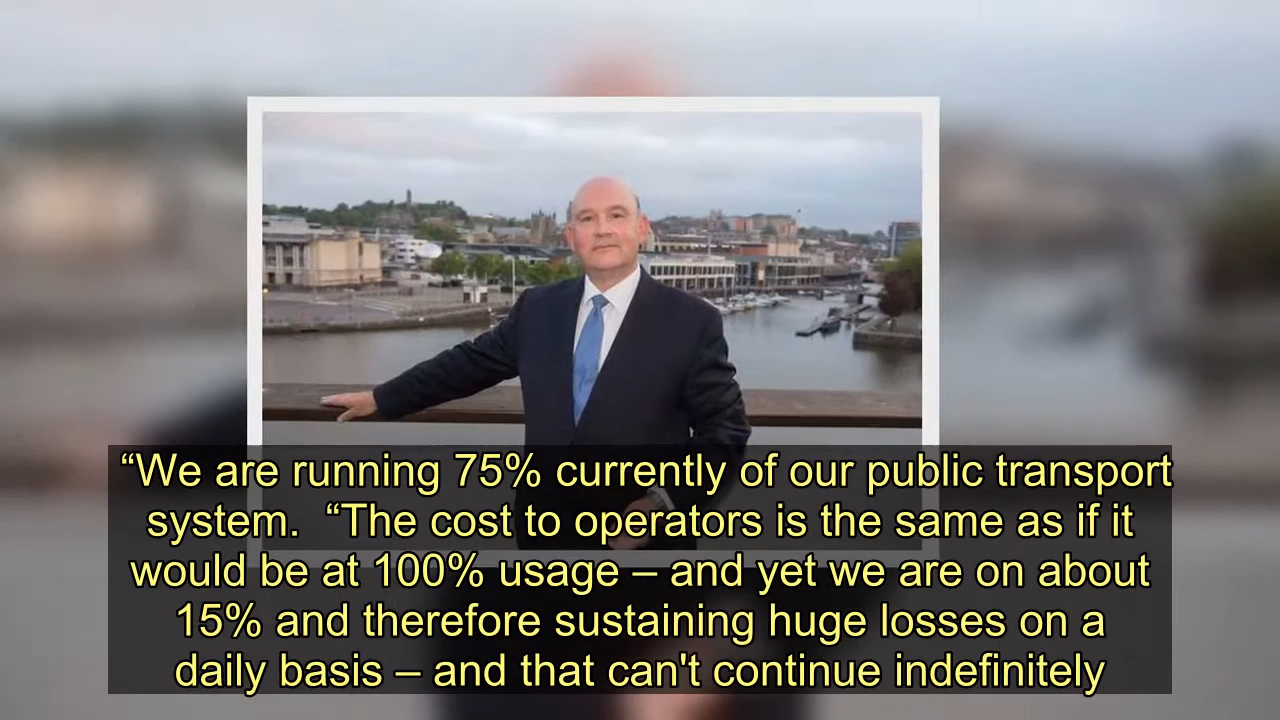 “We are running 75% currently of our public transport
system.  “The cost to operators is the same as if it
would be at 100% usage – and yet we are on about
15% and therefore sustaining huge losses on a
daily basis – and that can't continue indefinitely